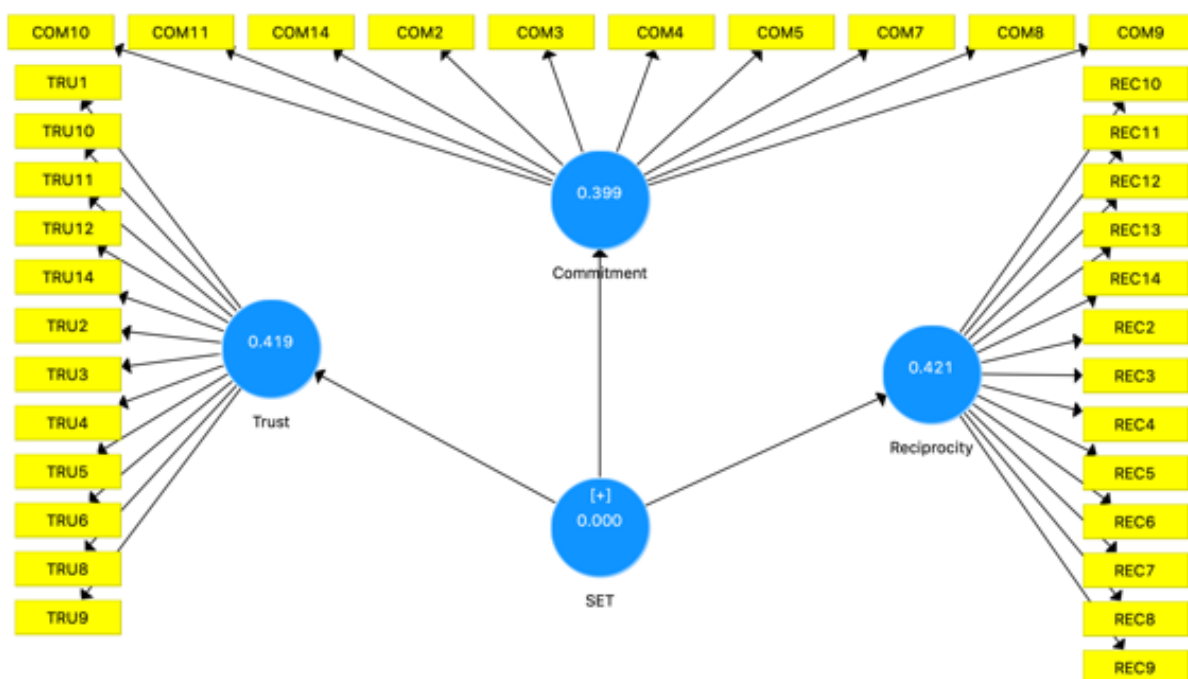 COM10 COM11 COM14 COM2 COM3 COM4 COM5 COM7 COM8 COM9
TRU1
TRU10
TRU11
TRU12
TRU14
TRU2
TRU3
TRU4
TRU5
TRU6
TRU8
TRU9
0.399
Commitment
0.419
Trust
0.421
Reciprocity
[+]
0.000
SET
REC10
REC11
REC12
REC13
REC14
REC2
REC3
REC4
REC5
REC6
REC7
REC8
REC9